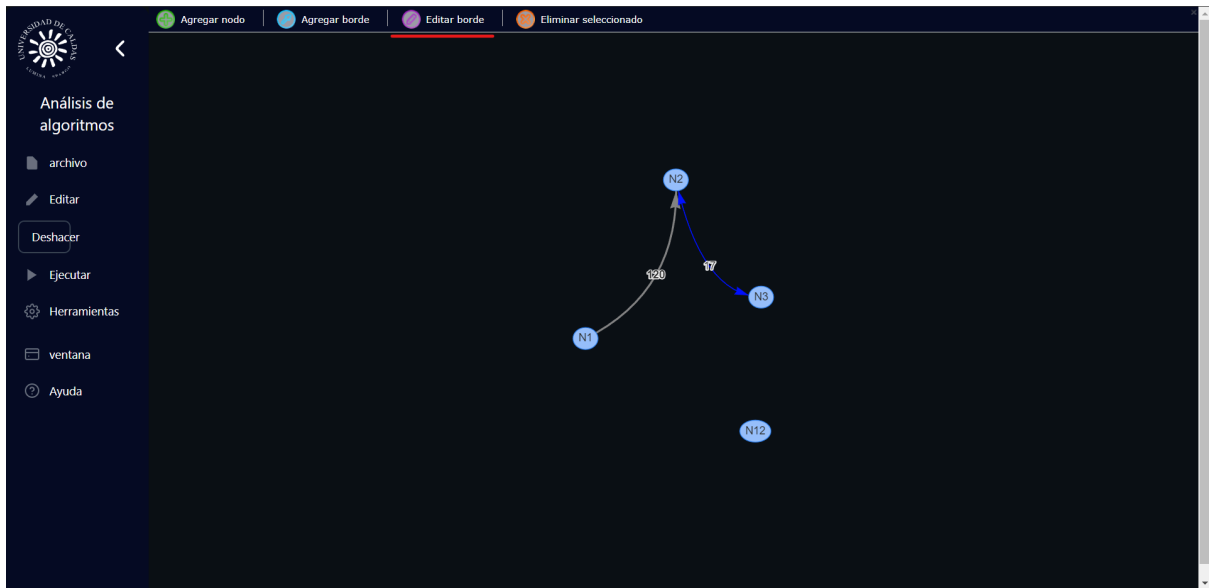 UNIVERSIDAD DE CALDAS
Agregar nodo
Agregar borde
Editar borde
Eliminar seleccionado
Análisis de
algoritmos
archivo
Editar
Deshacer
Ejecutar
Herramientas
ventana
Ayuda
N2
120
17
N3
N1
N12